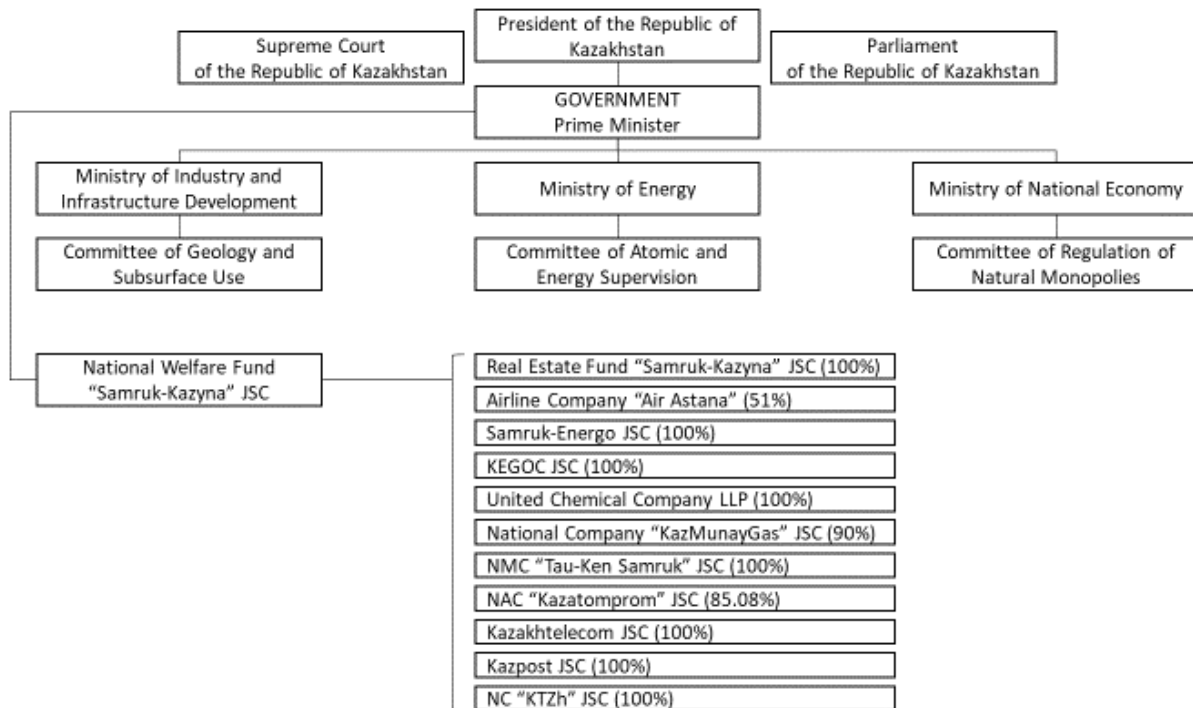 President of the Republic of
Kazakhstan
Supreme Court
of the Republic of Kazakhstan
Parliament
of the Republic of Kazakhstan
GOVERNMENT
Prime Minister
Ministry of Industry and
Infrastructure Development
Ministry of Energy
Ministry of National Economy
Committee of Geology and
Subsurface Use
Committee of Atomic and
Energy Supervision
Committee of Regulation of
Natural Monopolies
National Welfare Fund
“Samruk-Kazyna” JSC
Real Estate Fund “Samruk-Kazyna” JSC (100%)
Airline Company “Air Astana” (51%)
Samruk-Energo JSC (100%)
KEGOC JSC (100%)
United Chemical Company LLP (100%)
National Company “KazMunayGas” JSC (90%)
NMC “Tau-Ken Samruk” JSC (100%)
NAC “Kazatomprom” JSC (85.08%)
Kazakhtelecom JSC (100%)
Kazpost JSC (100%)
NC “KTZh” JSC (100%)